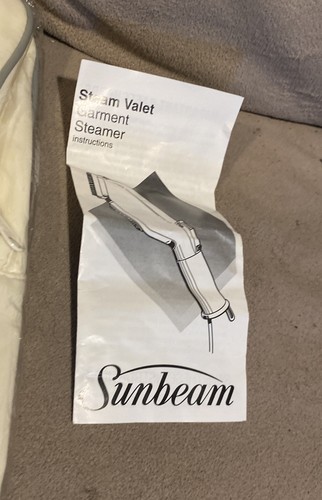 Steam Valet
Garment
Steamer
instructions
Sunbeam